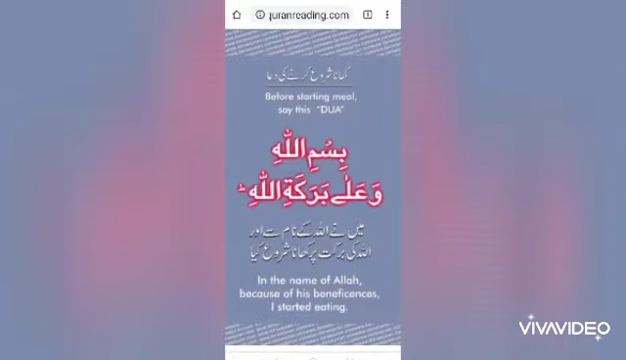 quranreading.com
کھانا شروع کرنے کی دعا
Before starting meal,
say this "DUA"
بِسْمِ اللّٰهِ
وَعَلٰى بَرَكَةِ اللّٰهِ ؕ
میں نے اللہ کے نام سے اور
اللہ کی برکت پر کھانا شروع کیا
In the name of Allah,
because of his beneficences,
I started eating.
VIVAVIDEO